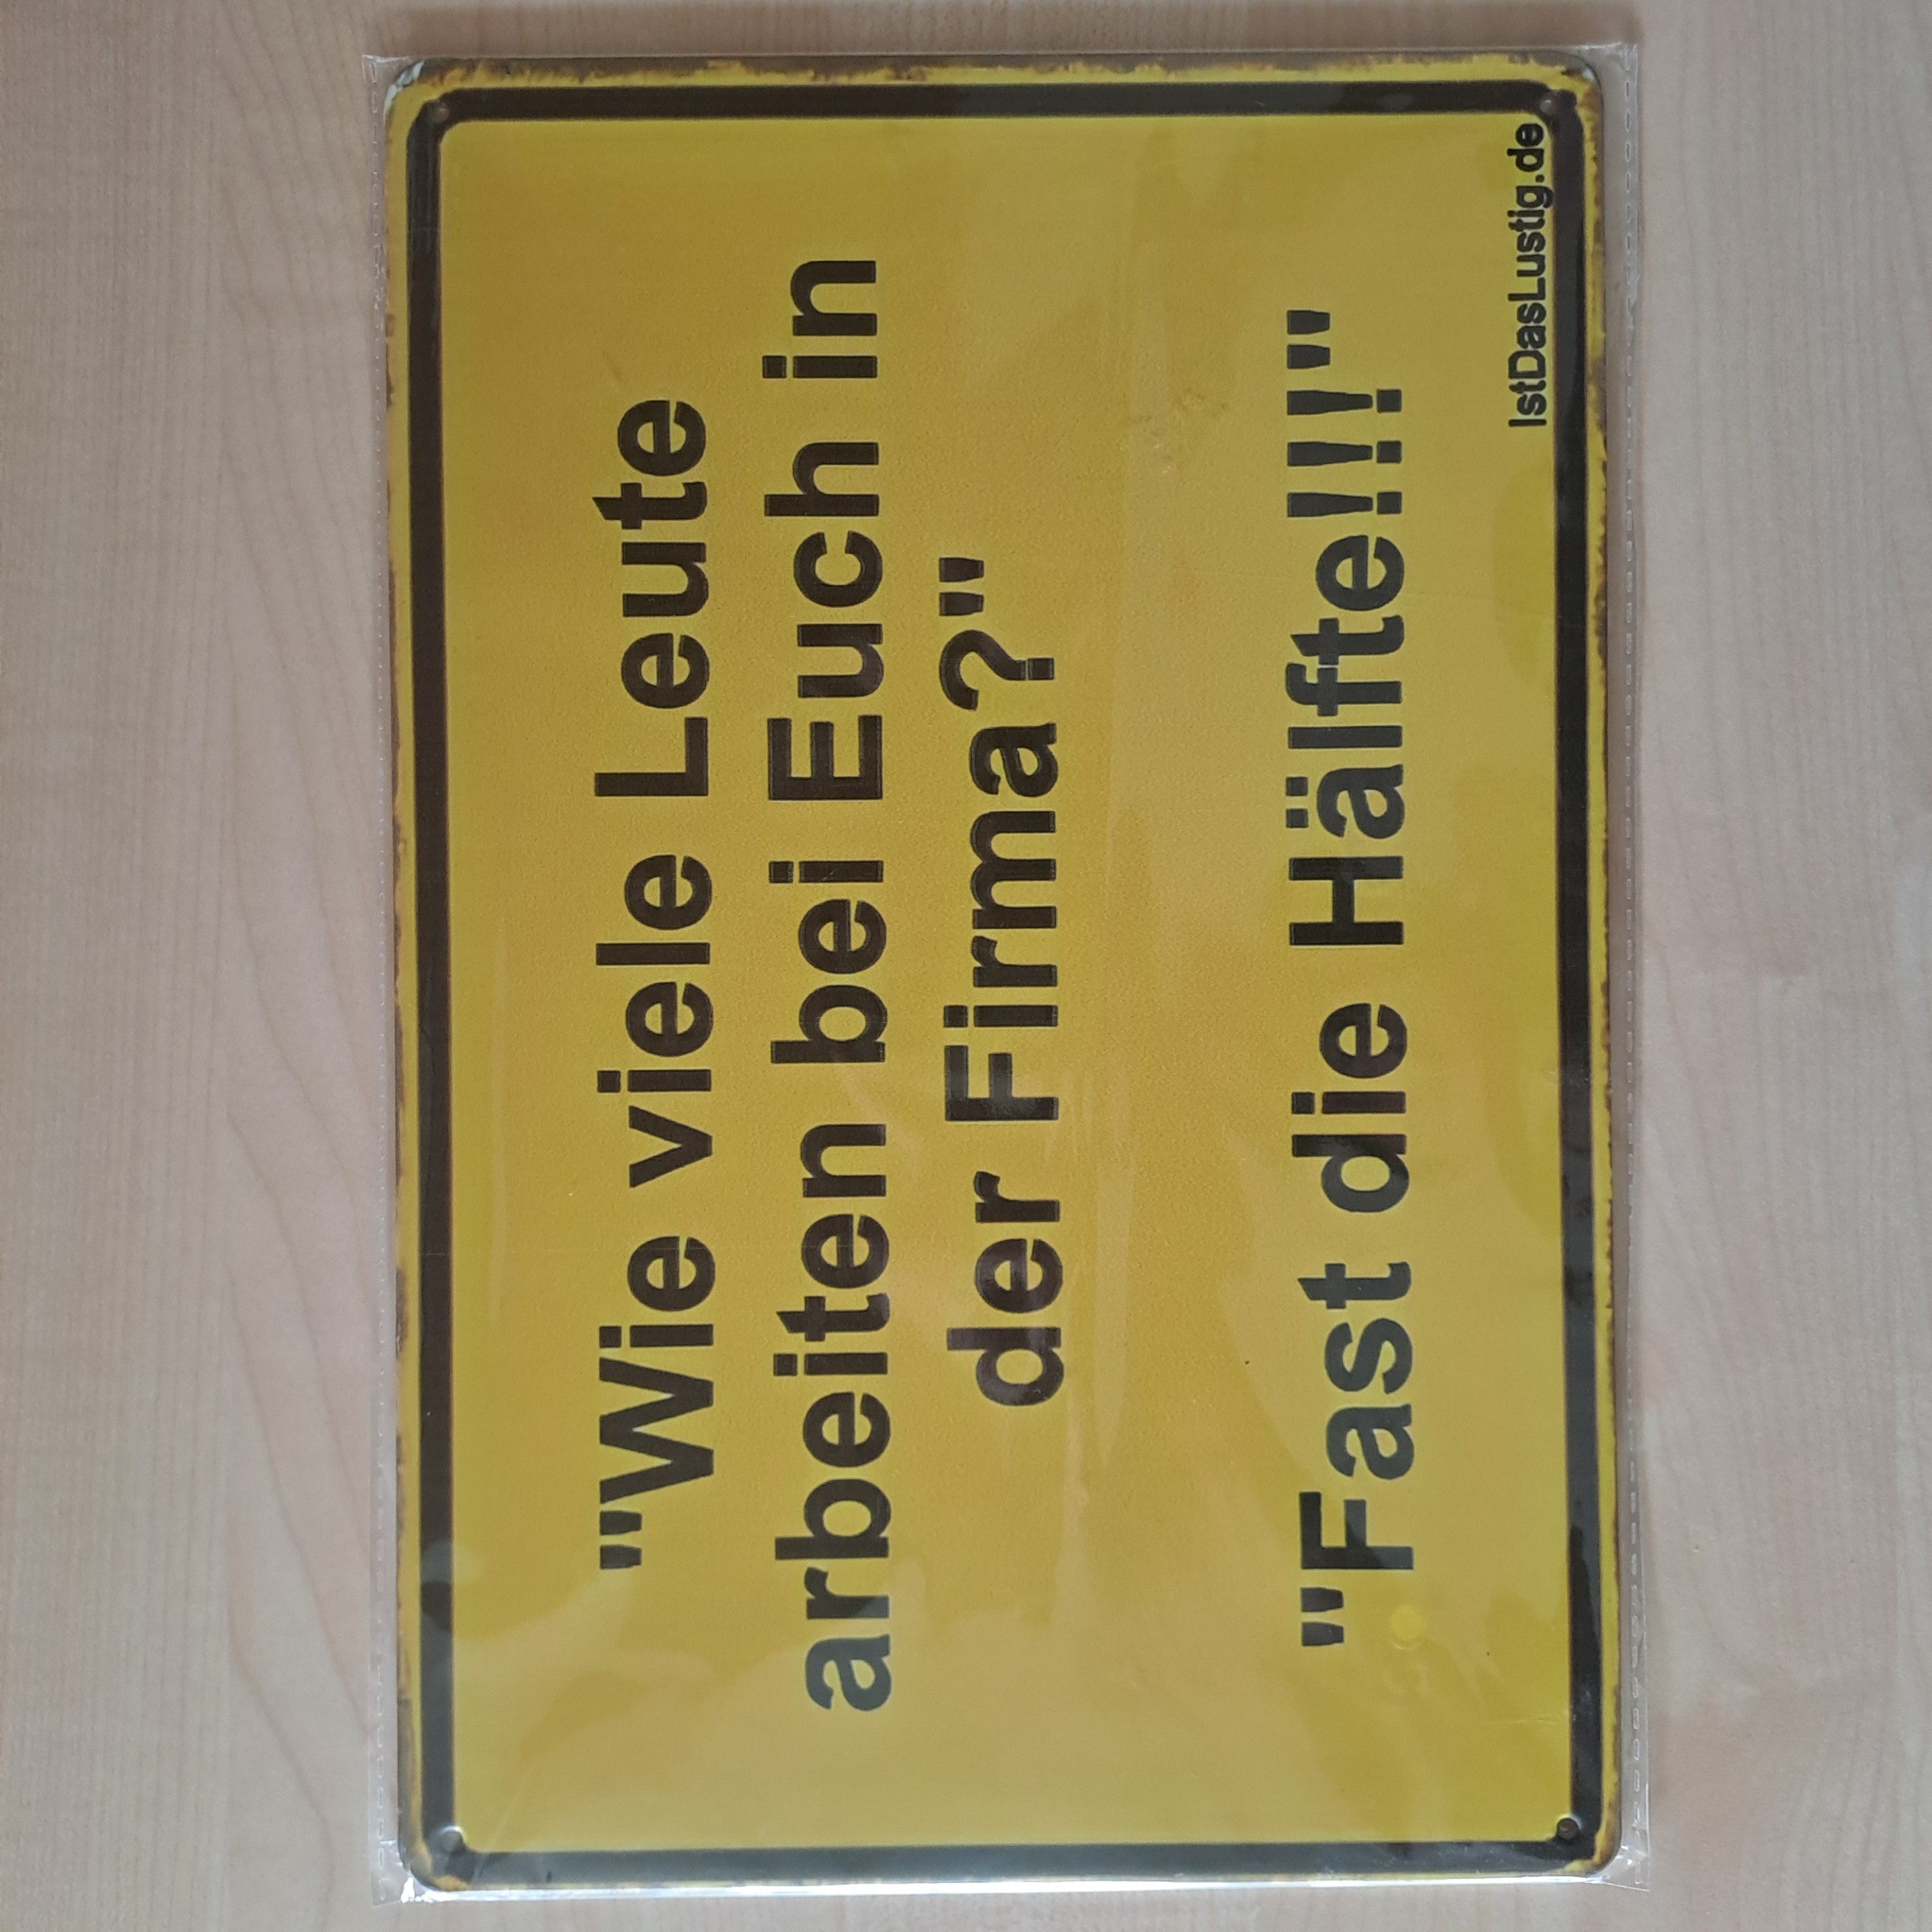 "Wie viele Leute
arbeiten bei Euch in
der Firma?"
"Fast die Hälfte!!!"
IstDasLustig.de